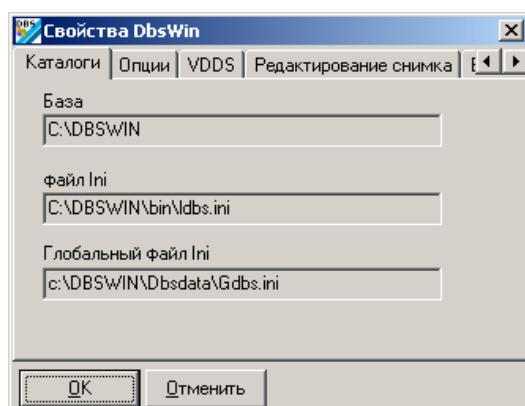 DBS
Свойства DbsWin
Каталоги Опции VDDS Редактирование снимка
База
C:\DBSWIN
файл Ini
C:\DBSWIN\bin\ldbs.ini
Глобальный файл Ini
c:\DBSWIN\Dbsdata\Gdbs.ini
OK Отменить